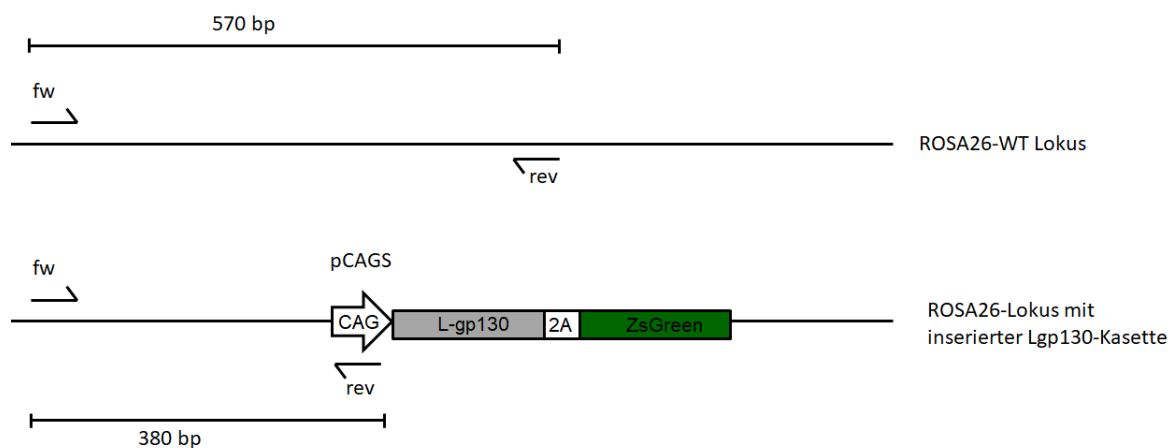 570 bp
fw
ROSA26-WT Lokus
rev
pCAGS
fw
CAG
L-gp130
2A
ZsGreen
ROSA26-Lokus mit
inserierter Lgp130-Kasette
rev
380 bp